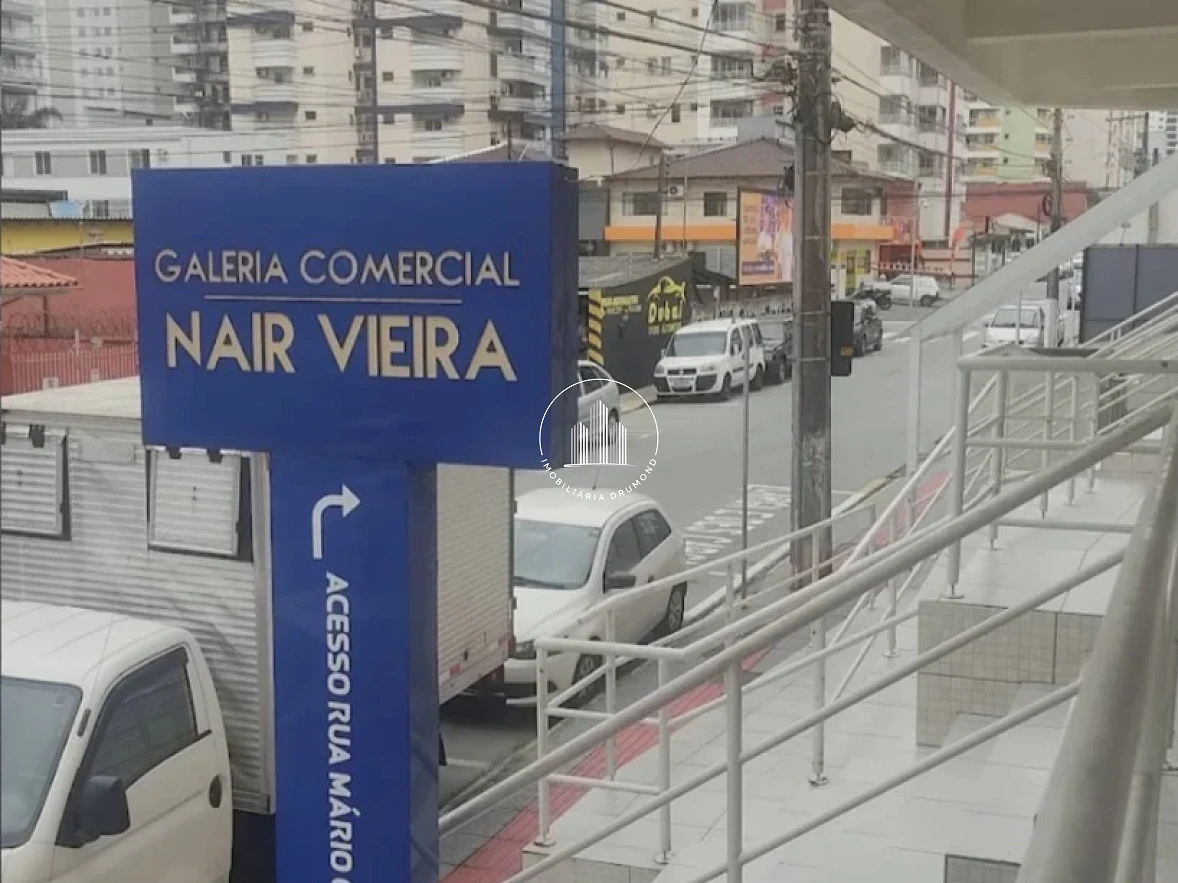 GALERIA COMERCIAL
NAIR VIEIRA
ACESSO RUA MÁRIO
Dubai
IMOBILIÁRIA DRUMOND